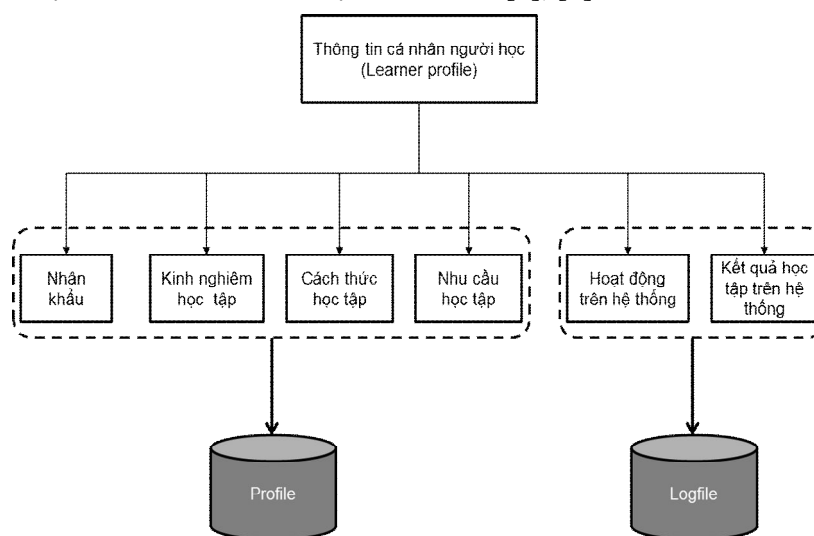 Thông tin cá nhân người học
(Learner profile)
Nhân
khẩu
Kinh nghiêm
học tập
Cách thức
học tập
Nhu cầu
học tập
Hoạt động
trên hệ thống
Kết quả học
tập trên hệ
thống
Profile
Logfile